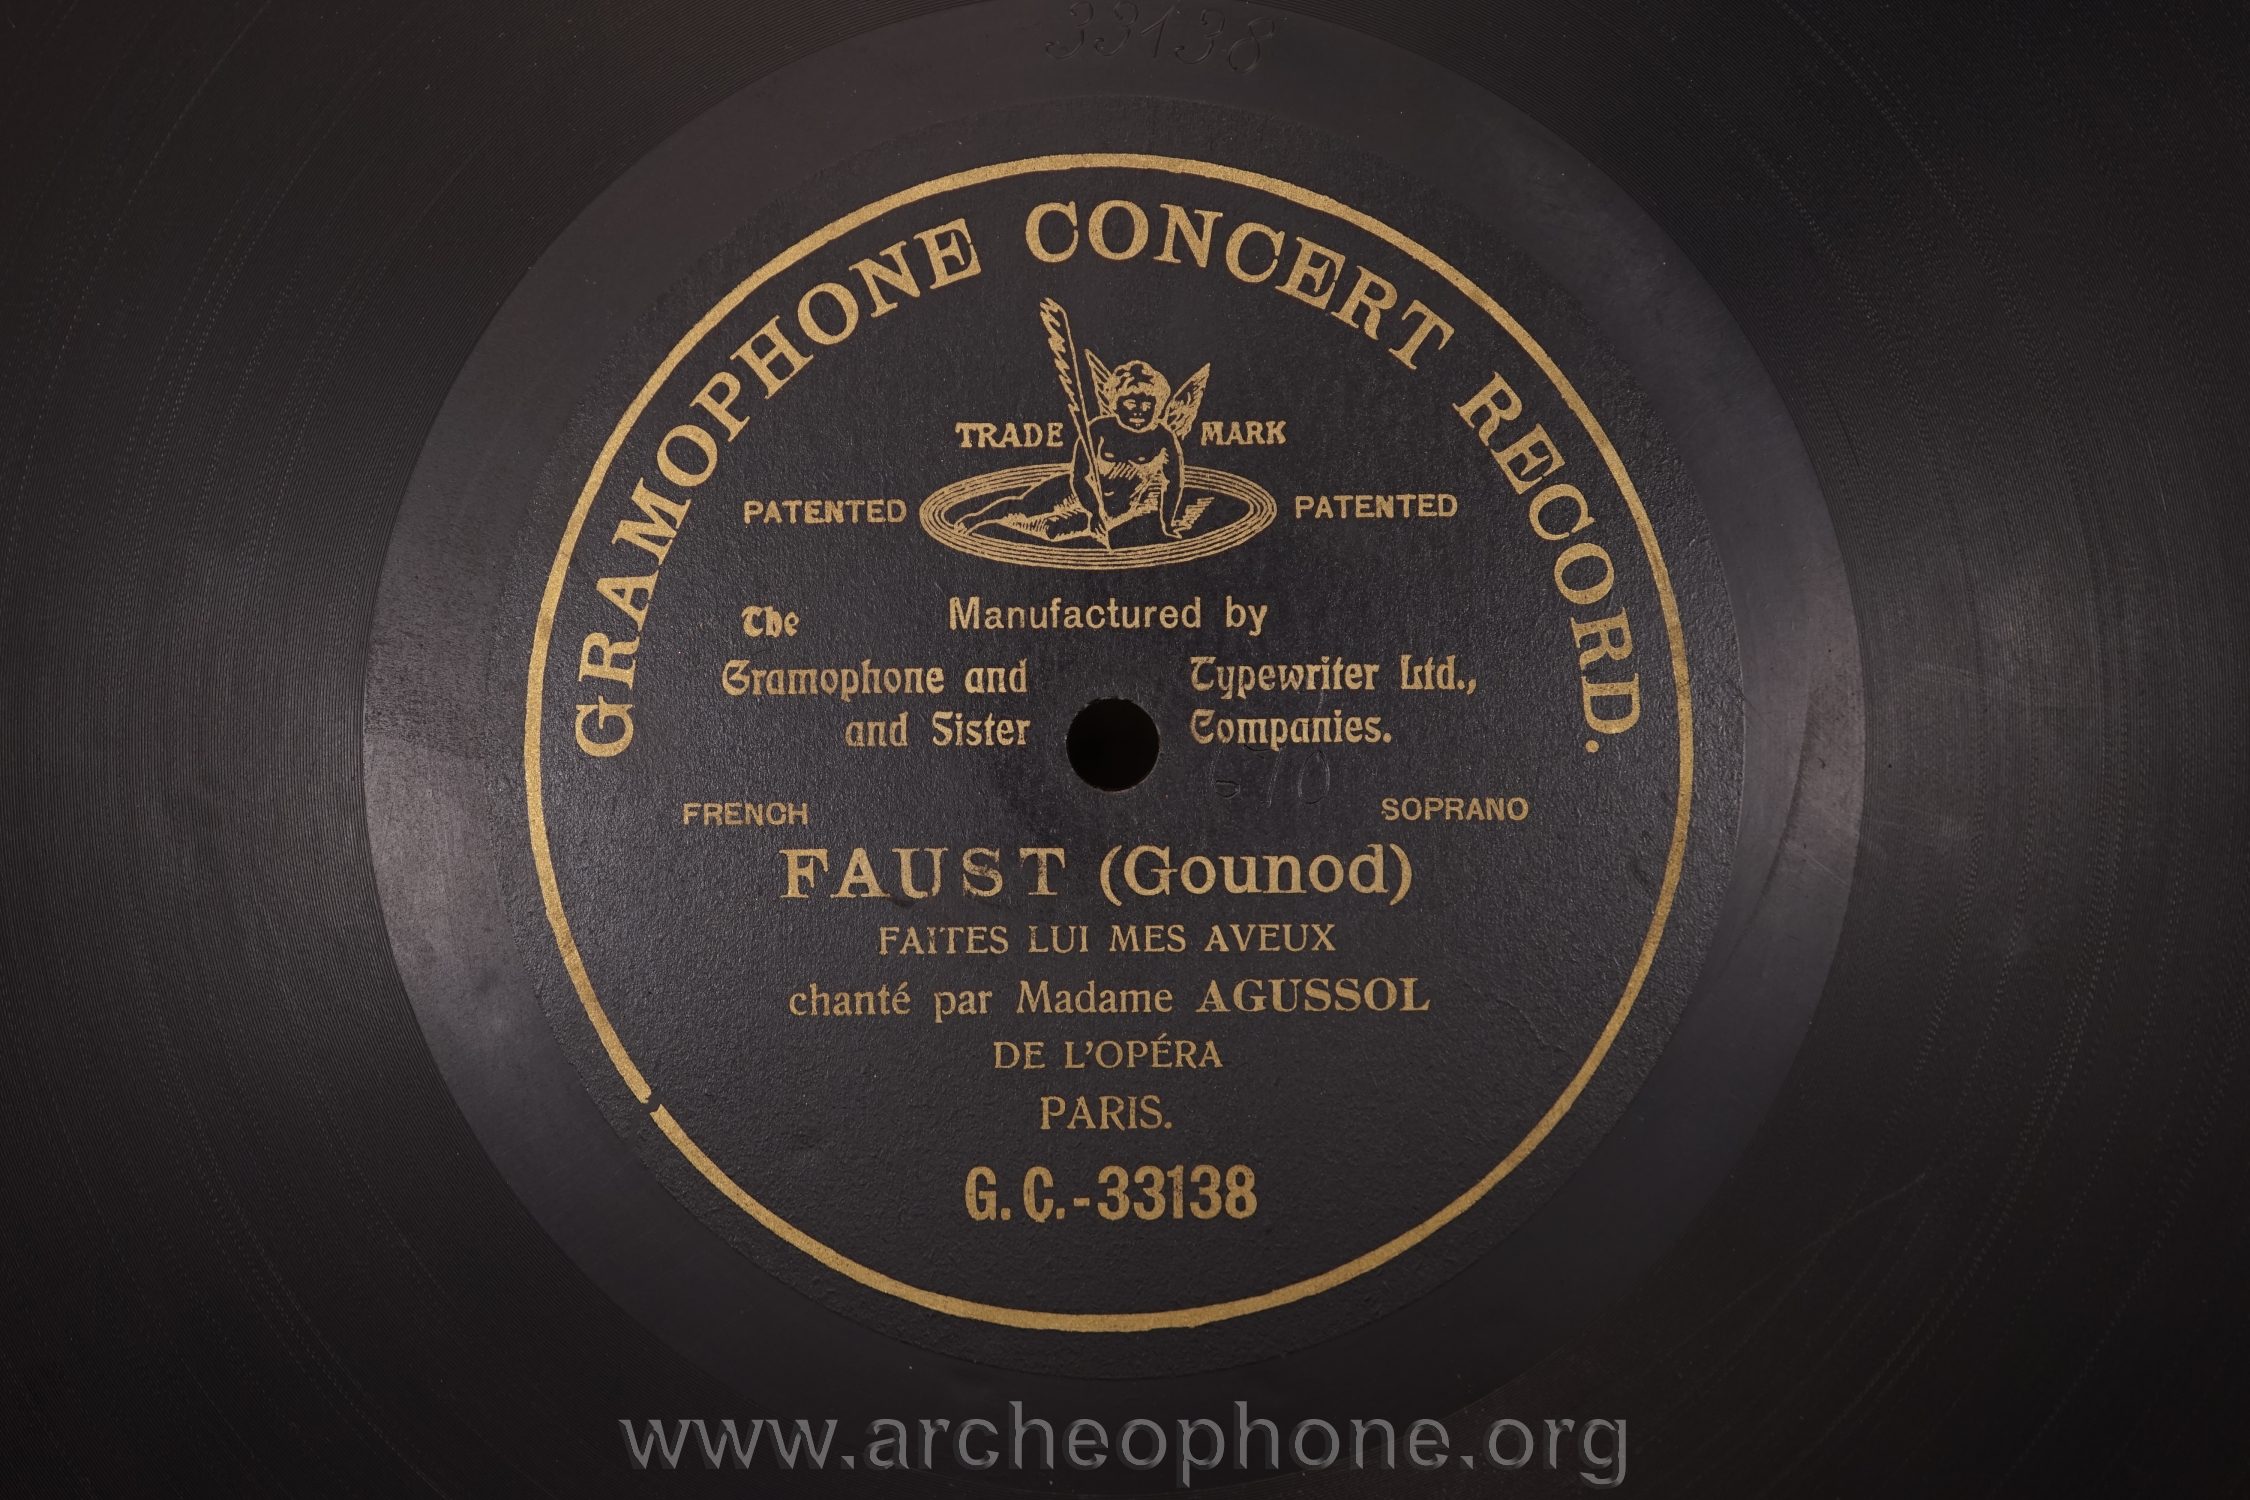 33138
GRAMOPHONE CONCERT RECORD.
TRADE MARK
PATENTED PATENTED
Manufactured by
The
Gramophone and Typewriter Ltd.,
and Sister Companies.
FRENCH SOPRANO
FAUST (Gounod)
FAITES LUI MES AVEUX
chanté par Madame AGUSSOL
DE L'OPÉRA
PARIS.
G.C.-33138
www.archeophone.org